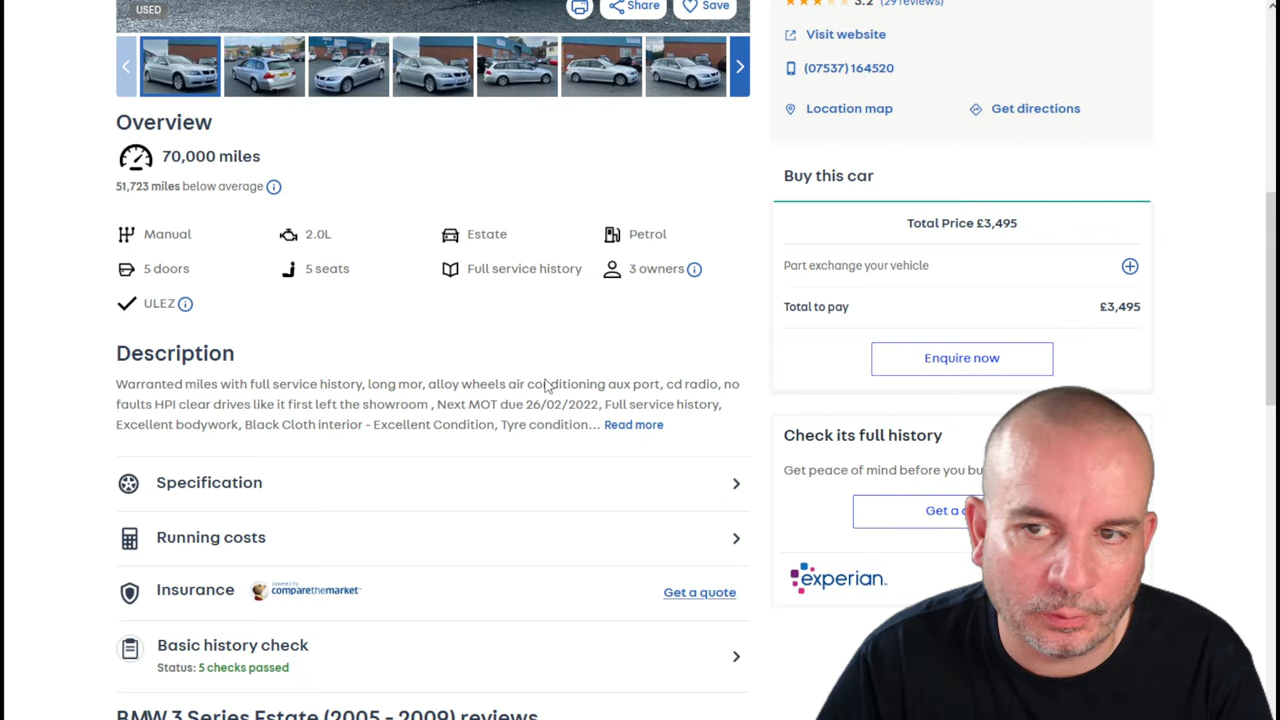 USED
Share
Save
3.2 (29 reviews)
Visit website
(07537) 164520
Location map
Get directions
Overview
70,000 miles
51,723 miles below average
Manual
2.0L
Estate
Petrol
5 doors
5 seats
Full service history
3 owners
ULEZ
Buy this car
Total Price £3,495
Part exchange your vehicle
Total to pay
£3,495
Enquire now
Description
Warranted miles with full service history, long mor, alloy wheels air conditioning aux port, cd radio, no
faults HPI clear drives like it first left the showroom , Next MOT due 26/02/2022, Full service history,
Excellent bodywork, Black Cloth interior - Excellent Condition, Tyre condition... Read more
Check its full history
Get peace of mind before you bu
Get a
experian
Specification
Running costs
Insurance
powered by
comparethemarket
Get a quote
Basic history check
Status: 5 checks passed
BMW 3 Series Estate (2005 - 2009) reviews